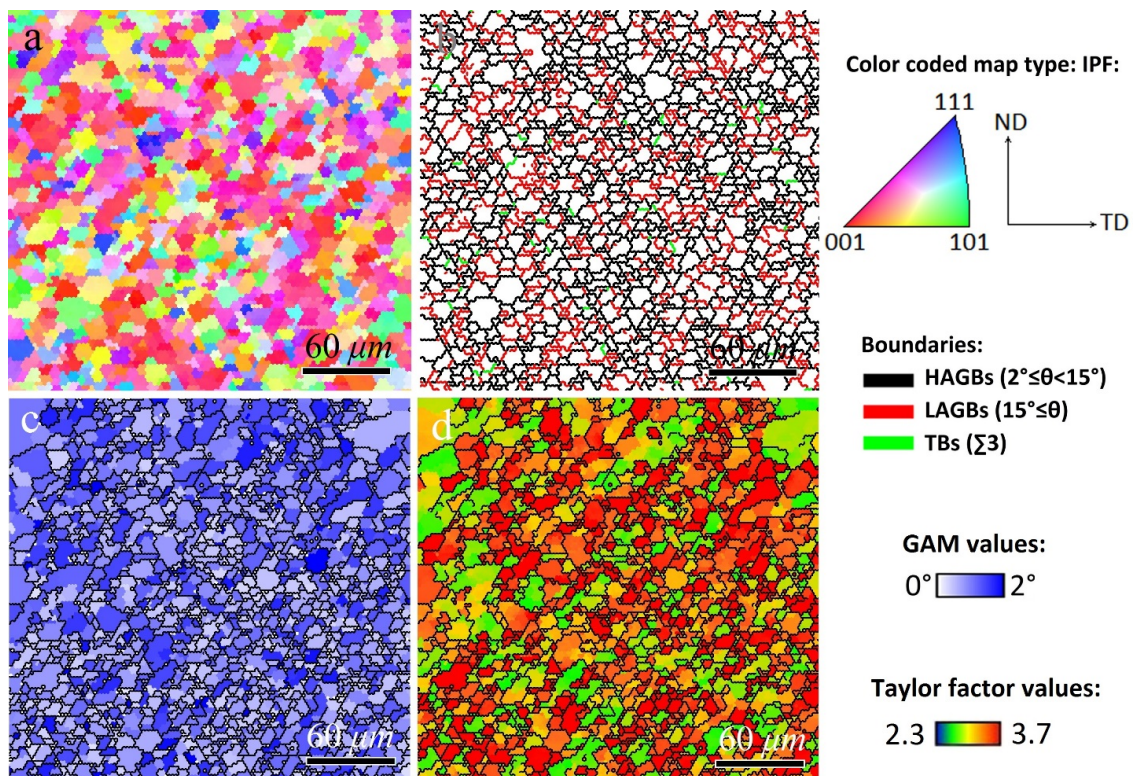 a
b
60 μm
60 μm
c
d
60 μm
60 μm
Color coded map type: IPF:
111
001
101
ND
TD
Boundaries:
HAGBs (2°≤θ<15°)
LAGBs (15°≤θ)
TBs (∑3)
GAM values:
0° 2°
Taylor factor values:
2.3 3.7